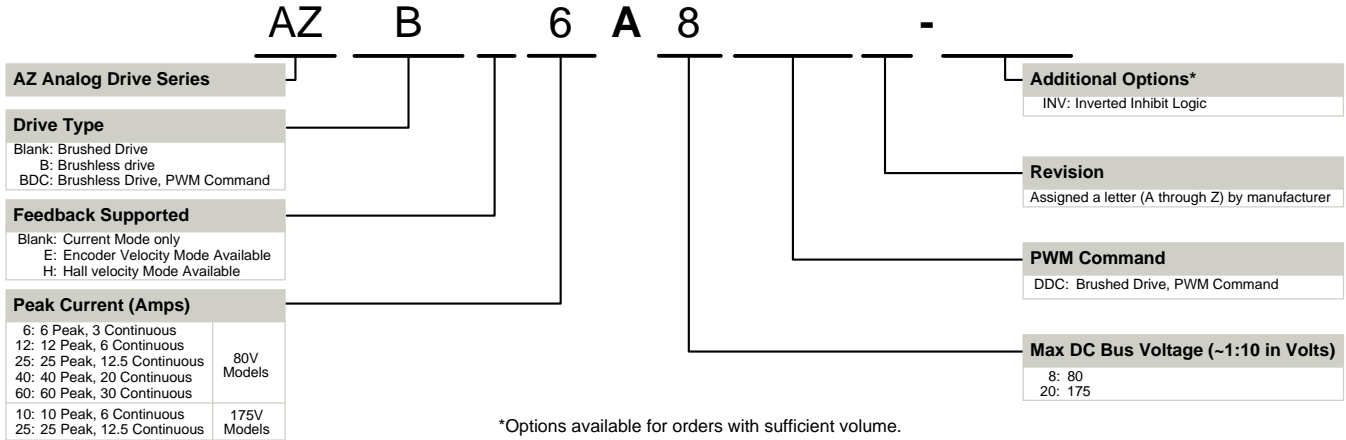 AZ B 6 A 8 -
AZ Analog Drive Series
Drive Type
Blank: Brushed Drive
B: Brushless drive
BDC: Brushless Drive, PWM Command
Feedback Supported
Blank: Current Mode only
E: Encoder Velocity Mode Available
H: Hall velocity Mode Available
Peak Current (Amps)
6: 6 Peak, 3 Continuous
12: 12 Peak, 6 Continuous
25: 25 Peak, 12.5 Continuous
40: 40 Peak, 20 Continuous
60: 60 Peak, 30 Continuous
80V
Models
10: 10 Peak, 6 Continuous
25: 25 Peak, 12.5 Continuous
175V
Models
Additional Options*
INV: Inverted Inhibit Logic
Revision
Assigned a letter (A through Z) by manufacturer
PWM Command
DDC: Brushed Drive, PWM Command
Max DC Bus Voltage (~1:10 in Volts)
8: 80
20: 175
*Options available for orders with sufficient volume.